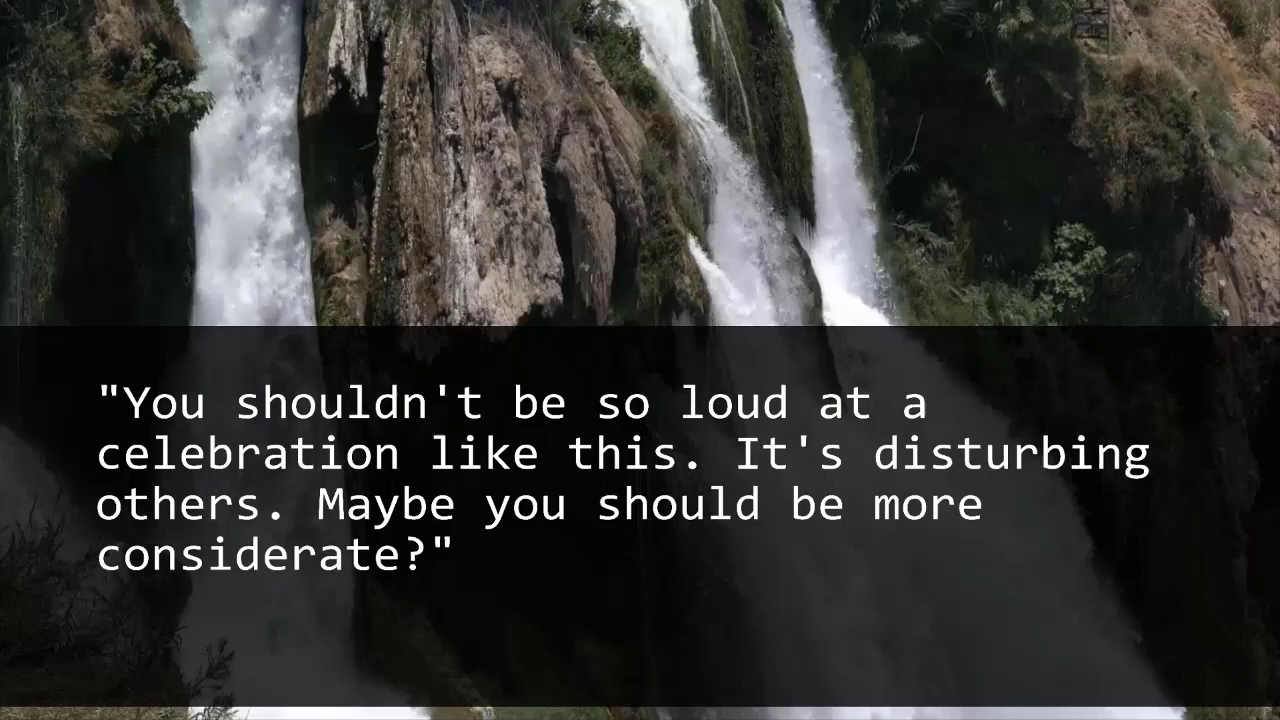 "You shouldn't be so loud at a
celebration like this. It's disturbing
others. Maybe you should be more
considerate?"